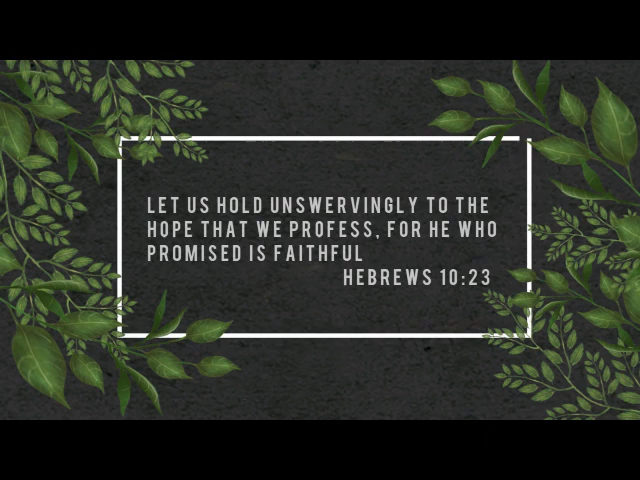 LET US HOLD UNSWERVINGLY TO THE
HOPE THAT WE PROFESS, FOR HE WHO
PROMISED IS FAITHFUL
HEBREWS 10:23